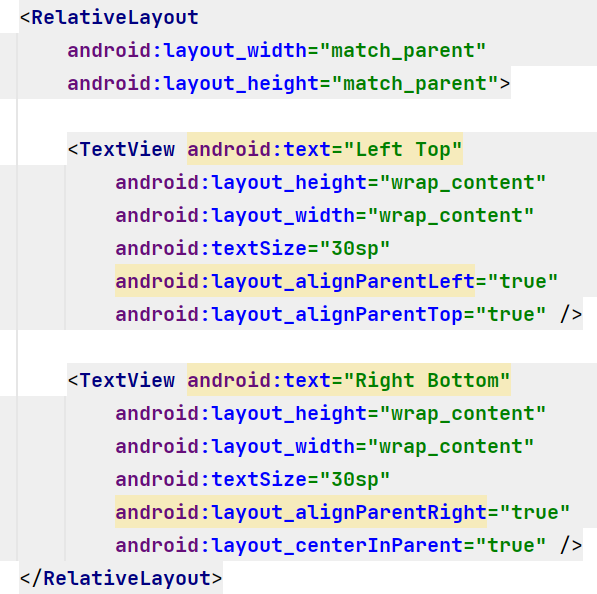 <RelativeLayout
    android:layout_width="match_parent"
    android:layout_height="match_parent">

    <TextView android:text="Left Top"
        android:layout_height="wrap_content"
        android:layout_width="wrap_content"
        android:textSize="30sp"
        android:layout_alignParentLeft="true"
        android:layout_alignParentTop="true" />

    <TextView android:text="Right Bottom"
        android:layout_height="wrap_content"
        android:layout_width="wrap_content"
        android:textSize="30sp"
        android:layout_alignParentRight="true"
        android:layout_centerInParent="true" />
</RelativeLayout>